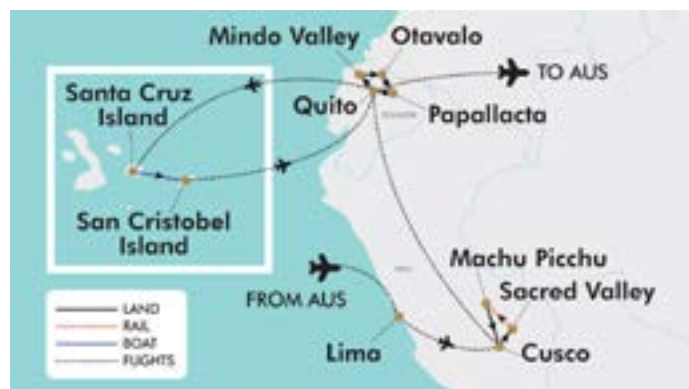 Mindo Valley
Otavalo
TO AUS
Santa Cruz
Island
Quito
Papallacta
San Cristobel
Island
Machu Picchu
Sacred Valley
FROM AUS
Lima
Cusco
LAND
RAIL
BOAT
FLIGHTS